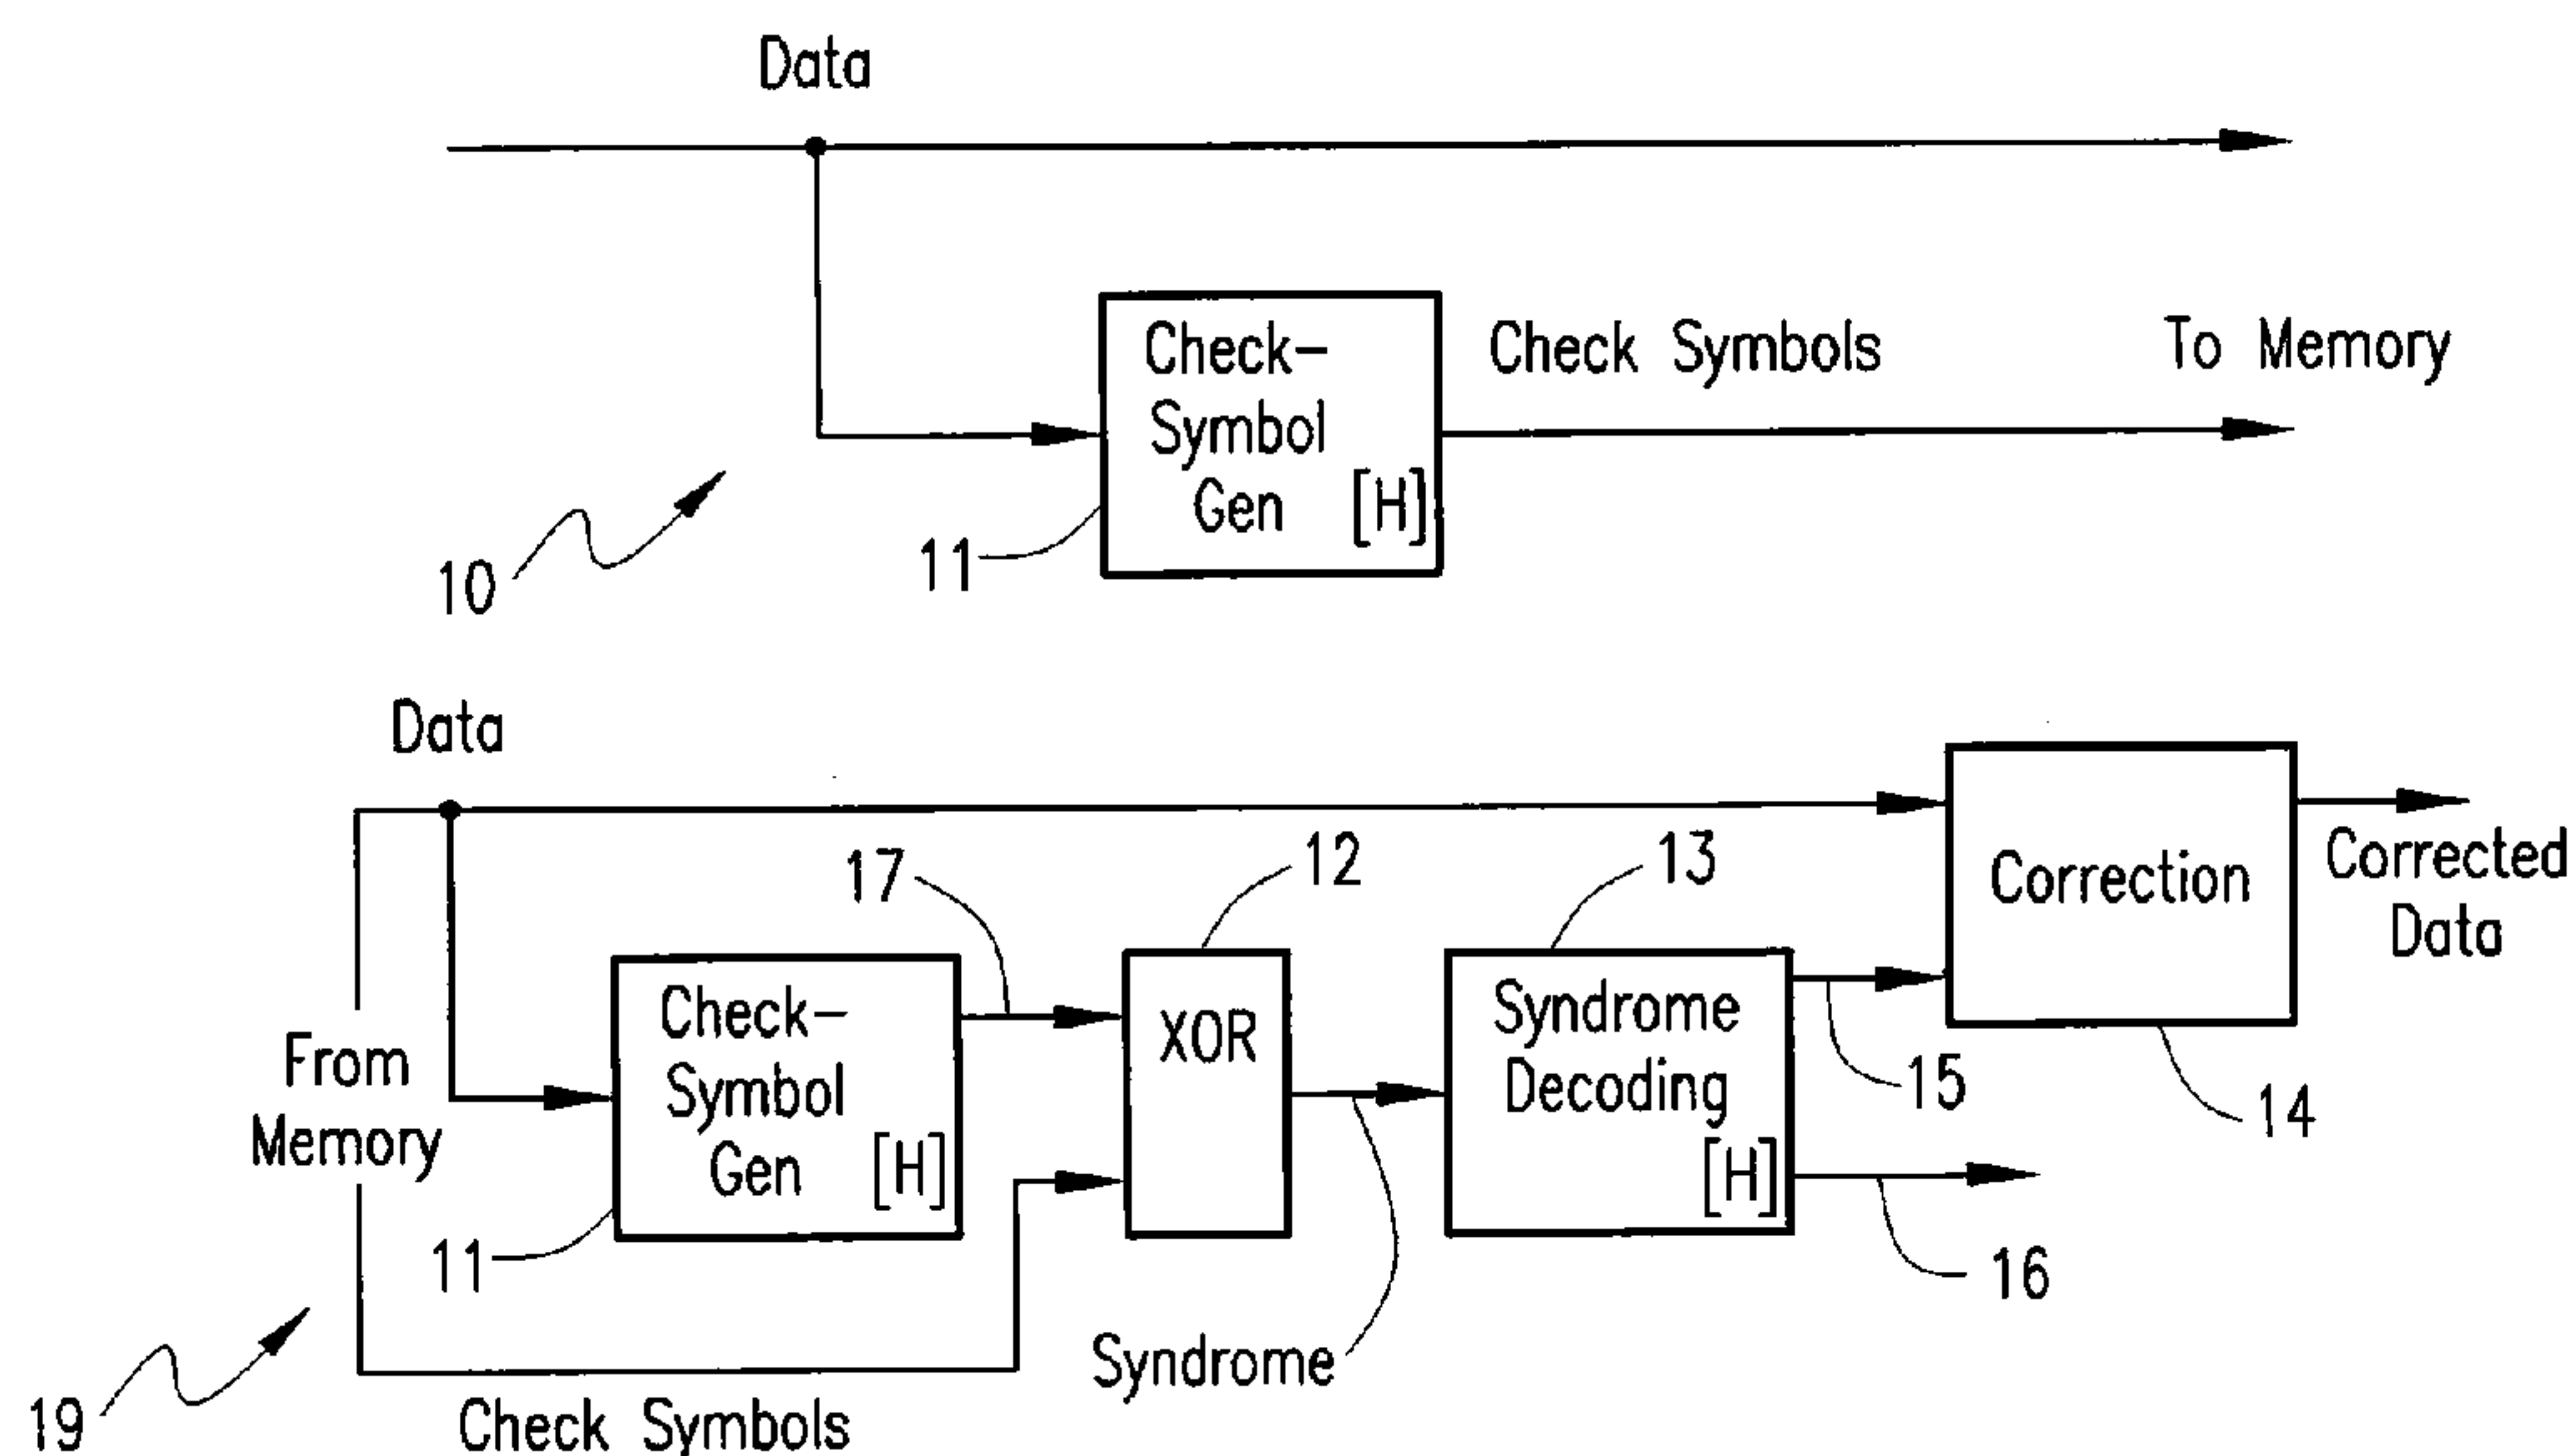 Data
Check-
Symbol
Gen [H]
Check Symbols
To Memory
10
11
Data
17
12
13
Correction
Corrected
Data
From
Memory
Check-
Symbol
Gen [H]
XOR
Syndrome
Decoding
[H]
15
14
11
16
Syndrome
19
Check Symbols